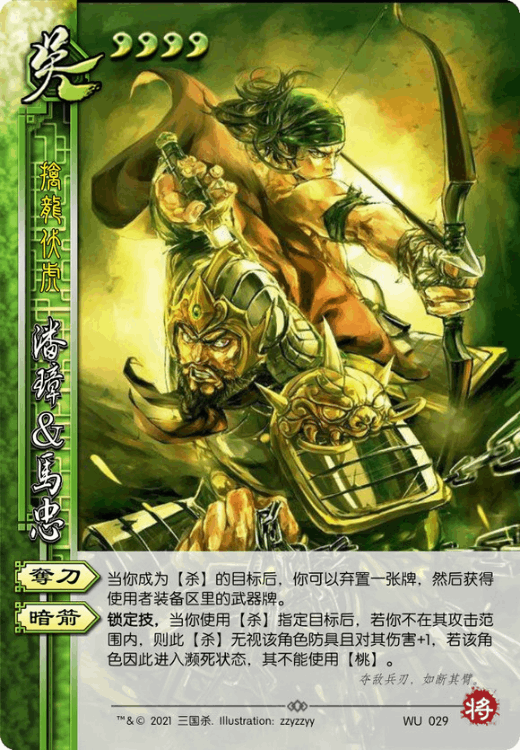 吴
擒龍伏虎
潘璋&馬忠
奪刀
当你成为【杀】的目标后，你可以弃置一张牌，然后获得
使用者装备区里的武器牌。
暗箭
锁定技，当你使用【杀】指定目标后，若你不在其攻击范
围内，则此【杀】无视该角色防具且对其伤害+1，若该角
色因此进入濒死状态，其不能使用【桃】。
夺敌兵刃，如断其臂。
™&© 2021 三国杀. Illustration: zzyzzyy
WU 029
将